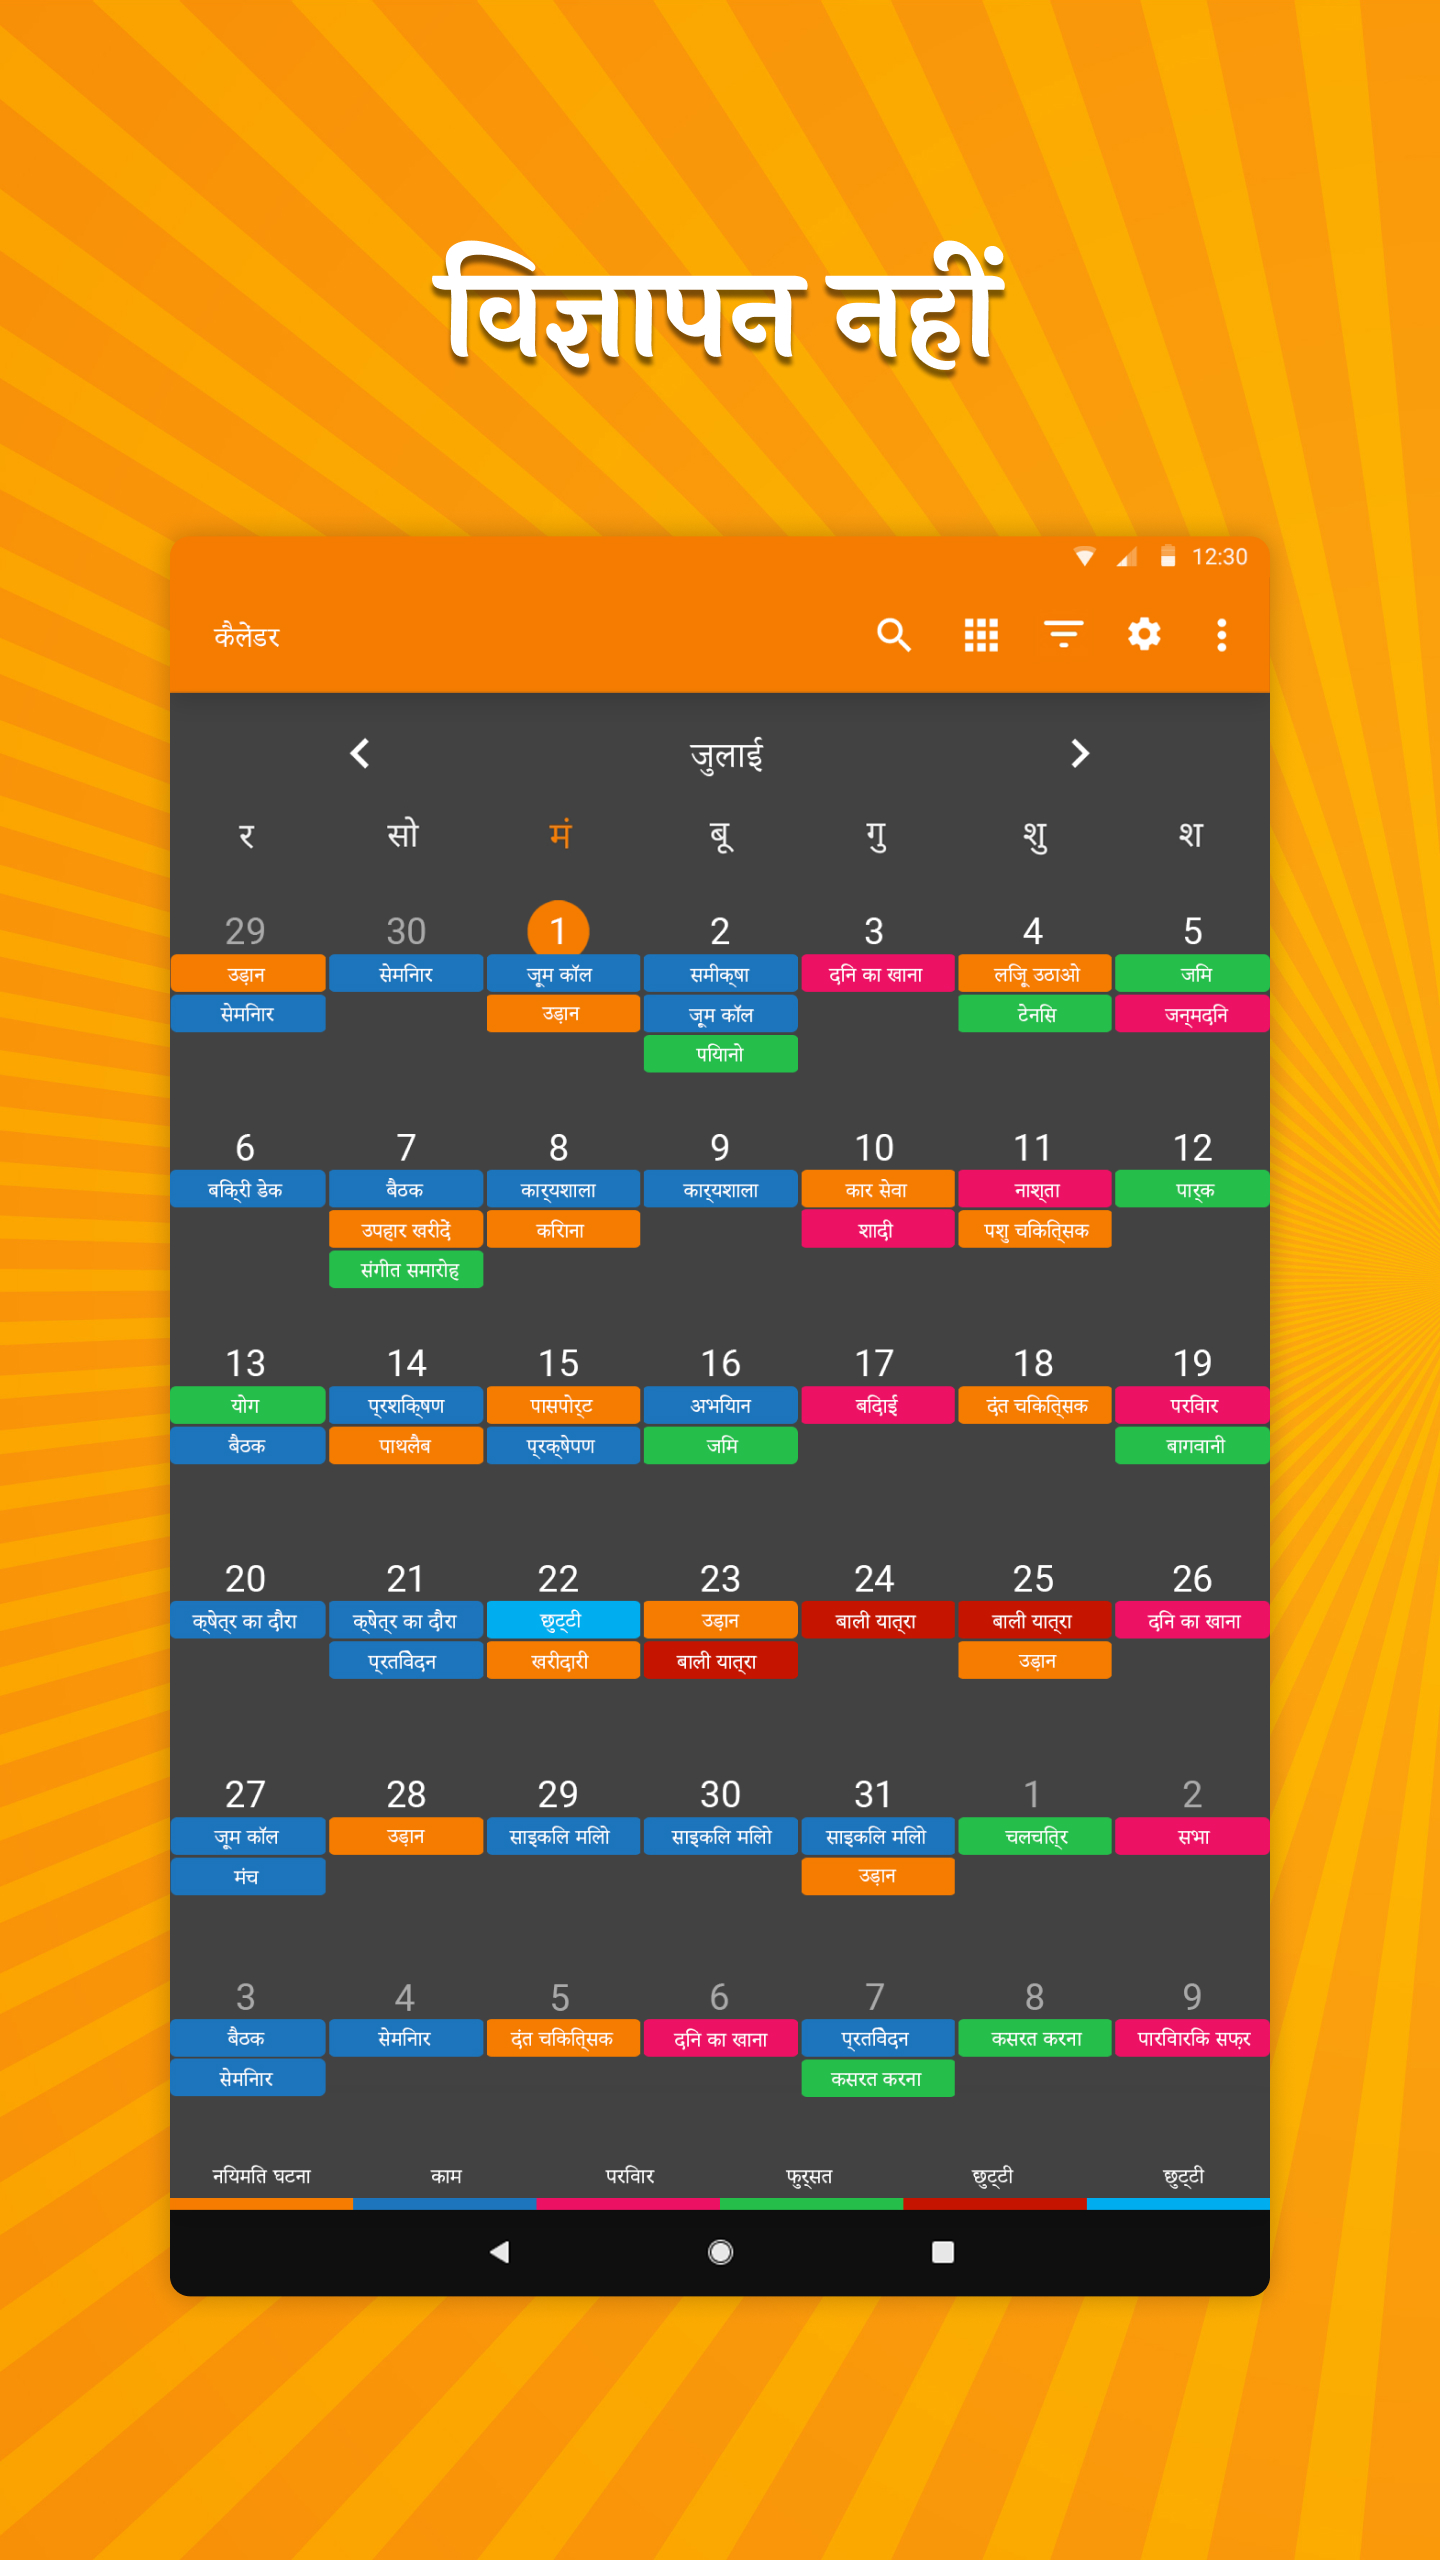 विज्ञापन नहीं
12:30
कैलेंडर
जुलाई
र सो मं बू गु शु श
29 30 1 2 3 4 5
उड़ान सेमिनार जूम कॉल समीक्षा दिन का खाना लिजू उठाओ जिम
सेमिनार उड़ान जूम कॉल टेनिस जन्मदिन
पियानो
6 7 8 9 10 11 12
बिक्री डेक बैठक कार्यशाला कार्यशाला कार सेवा नाश्ता पार्क
उपहार खरीदें किराना शादी पशु चिकित्सक
संगीत समारोह
13 14 15 16 17 18 19
योग प्रशिक्षण पासपोर्ट अभियान बिदाई दंत चिकित्सक परिवार
बैठक पाथलैब प्रक्षेपण जिम बागवानी
20 21 22 23 24 25 26
क्षेत्र का दौरा क्षेत्र का दौरा छुट्टी उड़ान बाली यात्रा बाली यात्रा दिन का खाना
प्रतिवेदन खरीदारी बाली यात्रा उड़ान
27 28 29 30 31 1 2
जूम कॉल उड़ान साइकिल मिलो साइकिल मिलो साइकिल मिलो चलचित्र सभा
मंच उड़ान
3 4 5 6 7 8 9
बैठक सेमिनार दंत चिकित्सक दिन का खाना प्रतिवेदन कसरत करना पारिवारिक सफ़र
सेमिनार कसरत करना
नियमित घटना काम परिवार फुर्सत छुट्टी छुट्टी